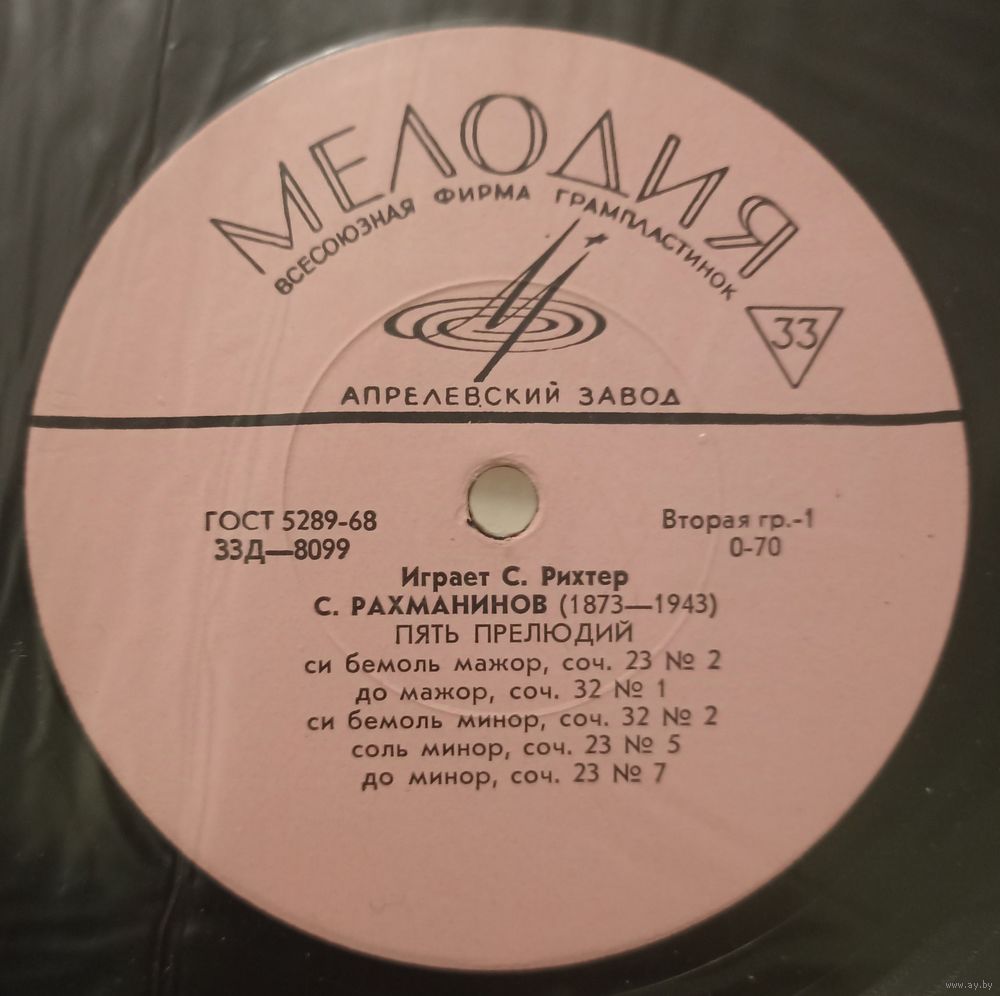 МЕЛОДИЯ
ВСЕСОЮЗНАЯ ФИРМА ГРАМПЛАСТИНОК
33
АПРЕЛЕВСКИЙ ЗАВОД
ГОСТ 5289-68
33Д—8099
Вторая гр.-1
0-70
Играет С. Рихтер
С. РАХМАНИНОВ (1873—1943)
ПЯТЬ ПРЕЛЮДИЙ
си бемоль мажор, соч. 23 № 2
до мажор, соч. 32 № 1
си бемоль минор, соч. 32 № 2
соль минор, соч. 23 № 5
до минор, соч. 23 № 7
www.ay.by